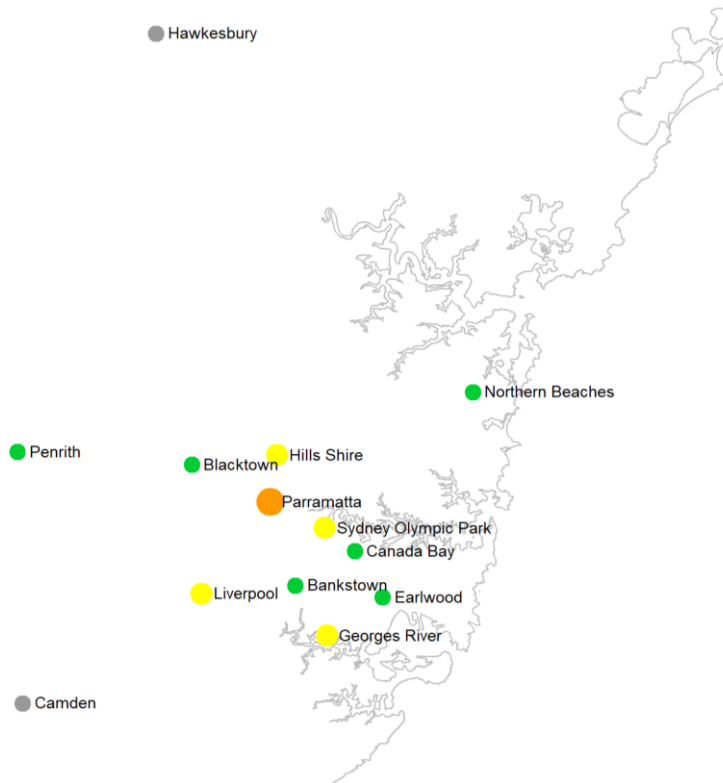 Hawkesbury
Northern Beaches
Penrith
Hills Shire
Blacktown
Parramatta
Sydney Olympic Park
Canada Bay
Bankstown
Liverpool
Earlwood
Georges River
Camden